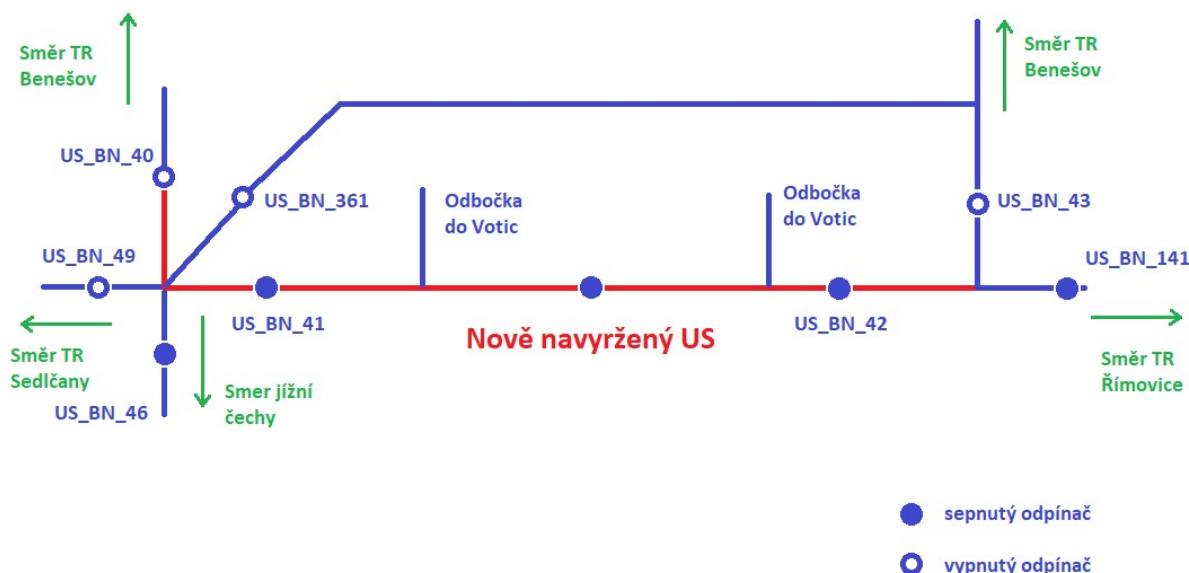 Směr TR
Benešov
Směr TR
Benešov
US_BN_40
US_BN_361
Odbočka
do Votic
Odbočka
do Votic
US_BN_43
US_BN_49
US_BN_141
US_BN_41
US_BN_42
Nově navyržený US
Směr TR
Sedlčany
Smer jížní
čechy
Směr TR
Římovice
US_BN_46
sepnutý odpínač
vypnutý odpínač